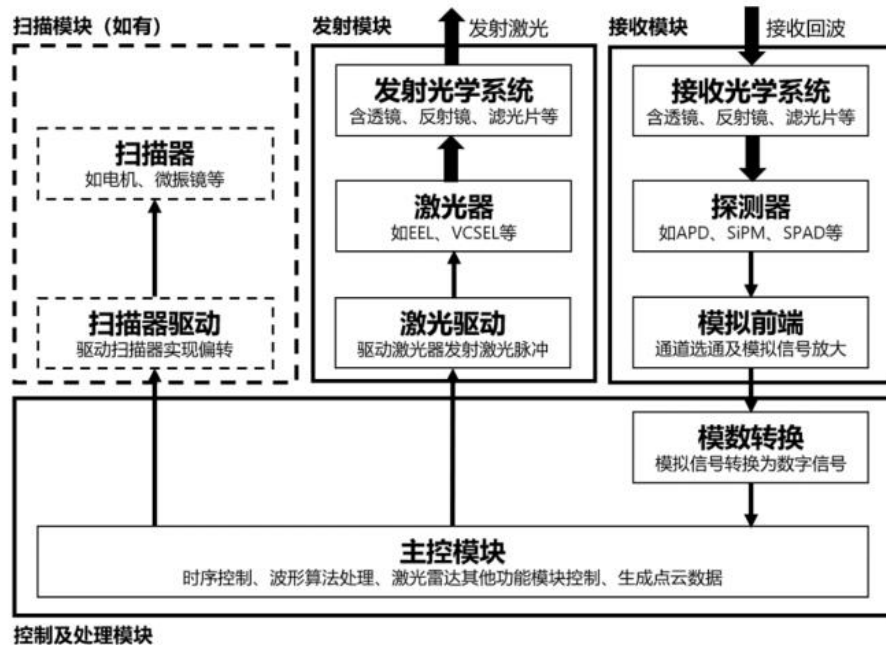 扫描模块（如有）
扫描器
如电机、微振镜等
扫描器驱动
驱动扫描器实现偏转
发射模块
发射激光
发射光学系统
含透镜、反射镜、滤光片等
激光器
如EEL、VCSEL等
激光驱动
驱动激光器发射激光脉冲
接收模块
接收回波
接收光学系统
含透镜、反射镜、滤光片等
探测器
如APD、SiPM、SPAD等
模拟前端
通道选通及模拟信号放大
模数转换
模拟信号转换为数字信号
主控模块
时序控制、波形算法处理、激光雷达其他功能模块控制、生成点云数据
控制及处理模块